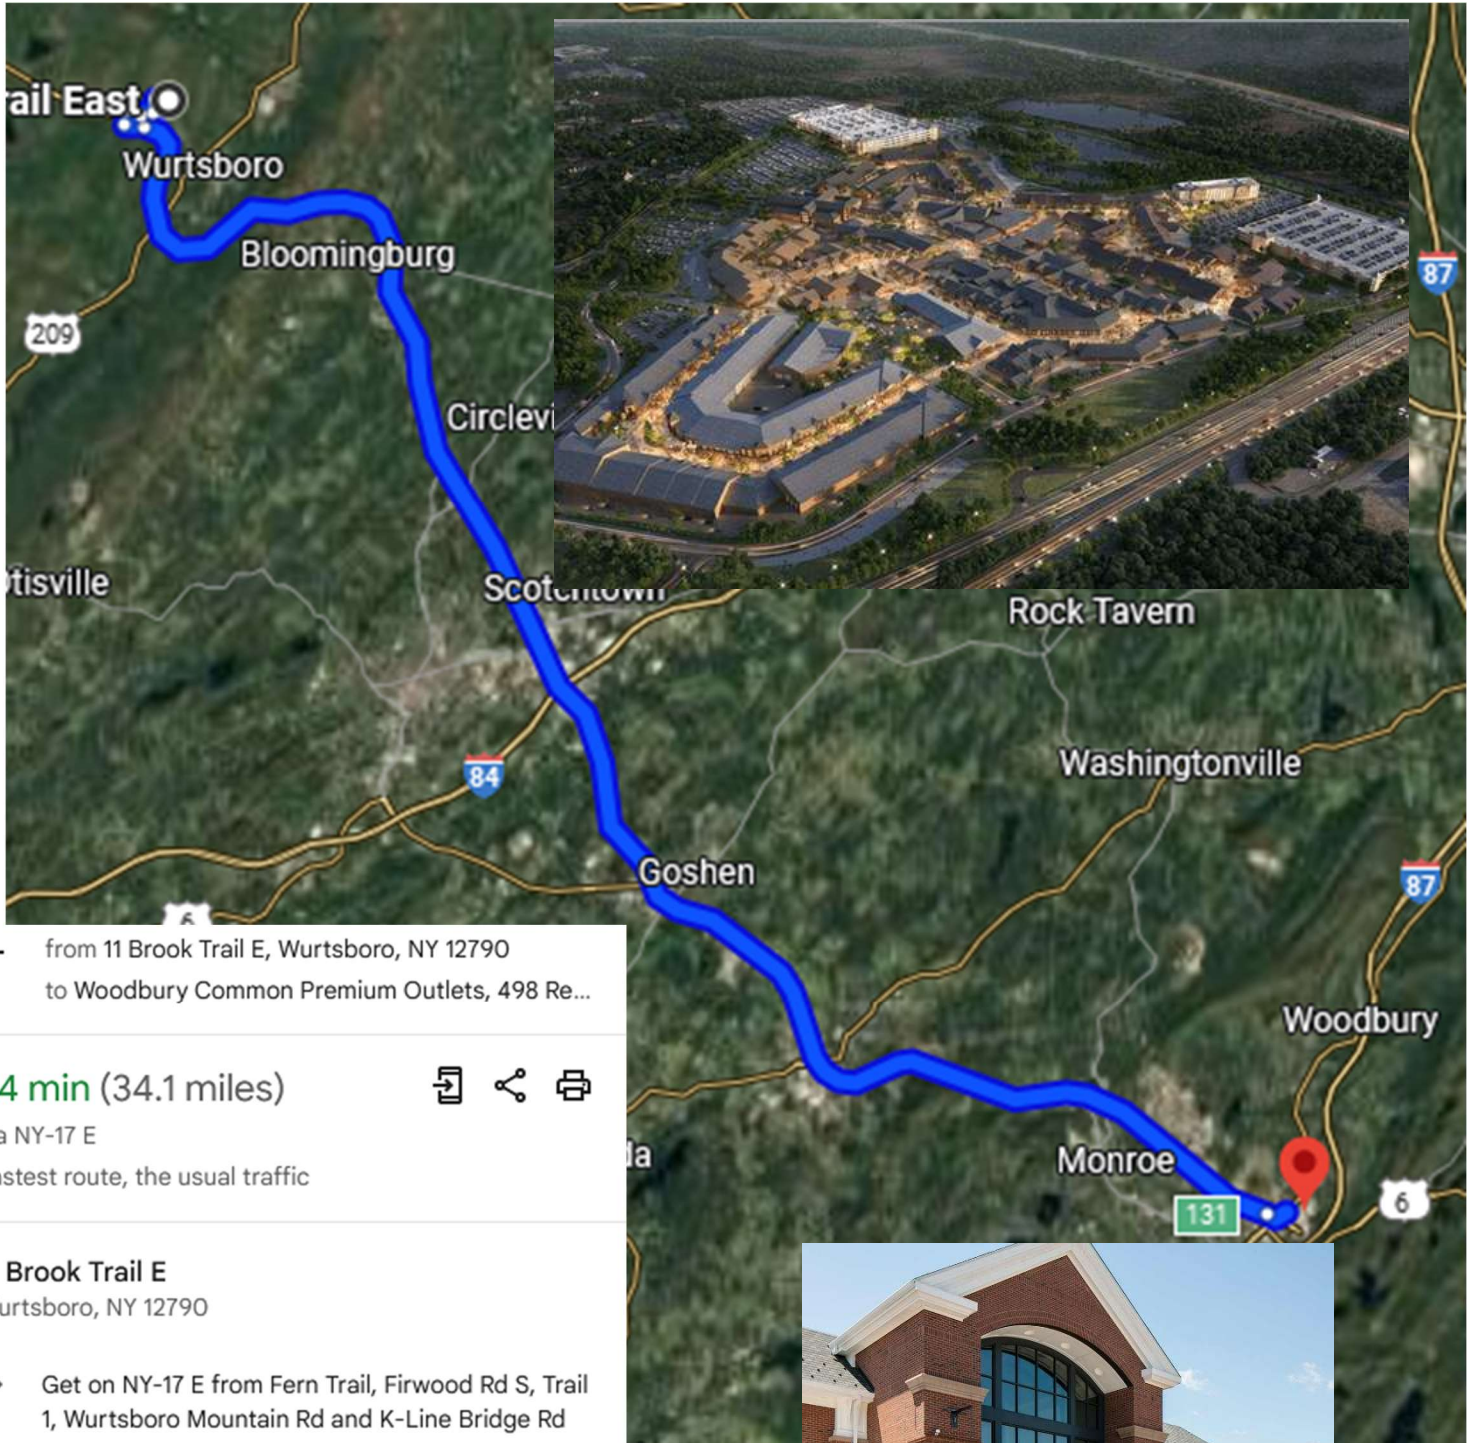 ail East
Wurtsboro
Bloomingburg
209
87
Circlevi
tisville
Scotchtown
Rock Tavern
Washingtonville
84
87
Goshen
6
from 11 Brook Trail E, Wurtsboro, NY 12790
to Woodbury Common Premium Outlets, 498 Re...
Woodbury
4 min (34.1 miles)
a NY-17 E
astest route, the usual traffic
da
Monroe
131
6
Brook Trail E
urtsboro, NY 12790
Get on NY-17 E from Fern Trail, Firwood Rd S, Trail
1, Wurtsboro Mountain Rd and K-Line Bridge Rd